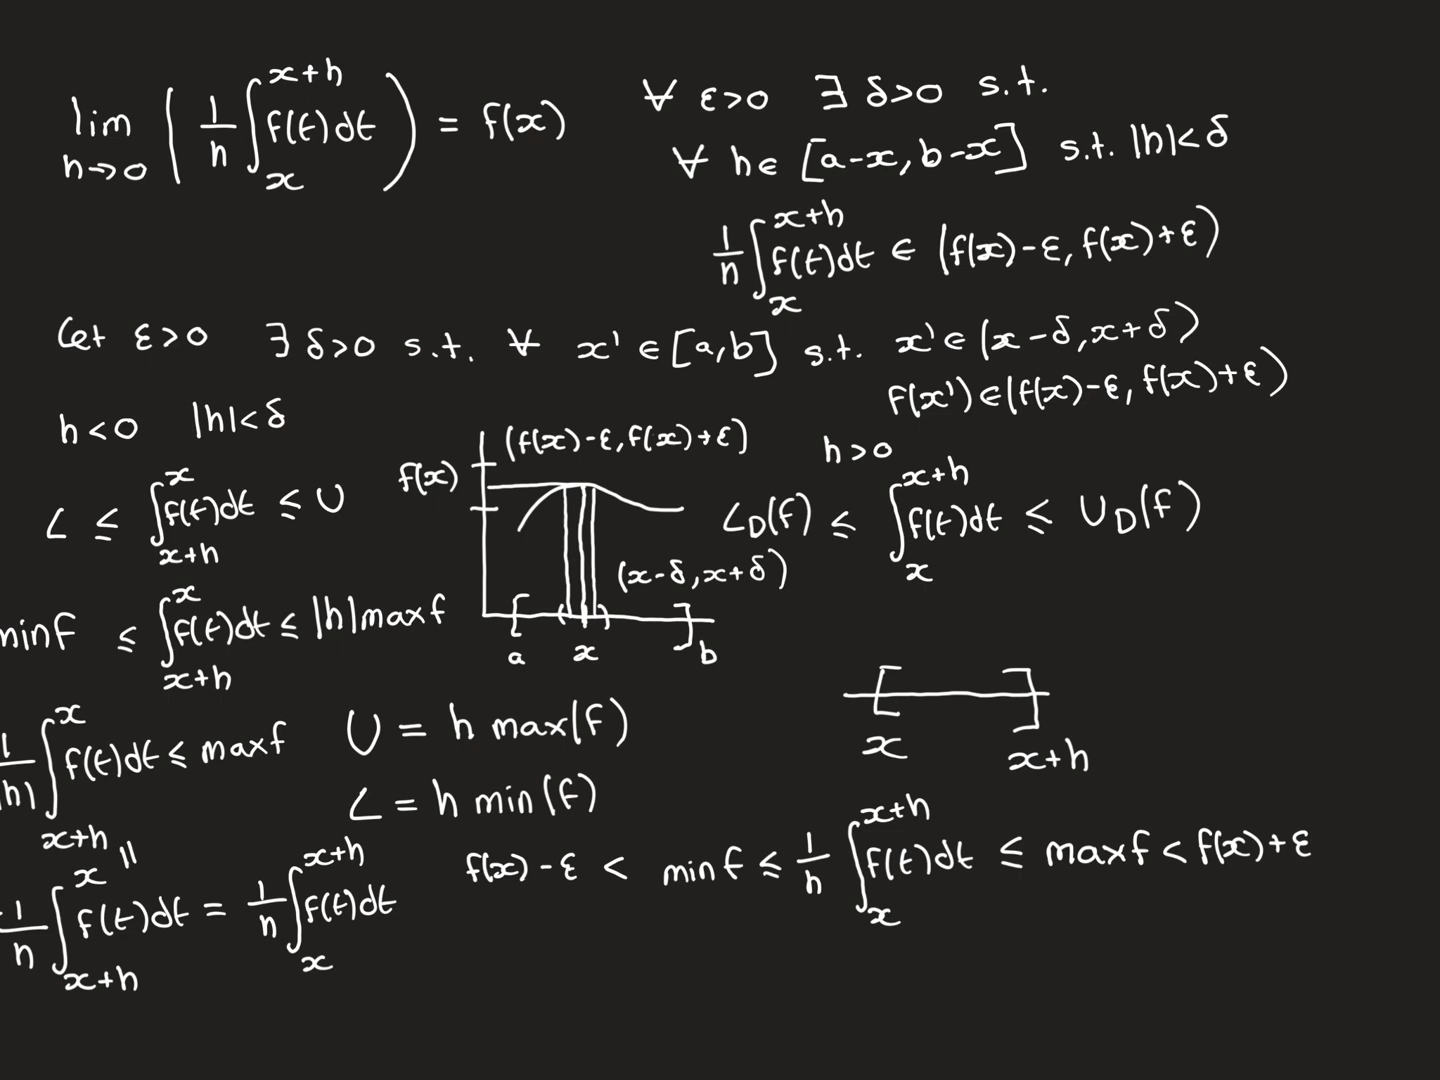 lim h→0 ( 1/h ∫_x^{x+h} f(t)dt ) = f(x)
∀ ε>0 ∃ δ>0 s.t.
∀ h∈ [a-x, b-x] s.t. |h|<δ
1/h ∫_x^{x+h} f(t)dt ∈ (f(x)-ε, f(x)+ε)
Let ε>0 ∃ δ>0 s.t. ∀ x' ∈ [a,b] s.t. x'∈ (x-δ, x+δ)
f(x') ∈ (f(x)-ε, f(x)+ε)
h<0 |h|<δ
L ≤ ∫_{x+h}^x f(t)dt ≤ U
minf ≤ ∫_{x+h}^x f(t)dt ≤ |h|maxf
∫_{x+h}^x f(t)dt ≤ maxf
1/h ∫_{x+h}^x f(t)dt = 1/h ∫_x^{x+h} f(t)dt
(f(x)-ε, f(x)+ε)
f(x)
(x-δ, x+δ)
a x b
U = h max(f)
L = h min(f)
h>0
L_D(f) ≤ ∫_x^{x+h} f(t)dt ≤ U_D(f)
x x+h
f(x)-ε < minf ≤ 1/h ∫_x^{x+h} f(t)dt ≤ maxf < f(x)+ε